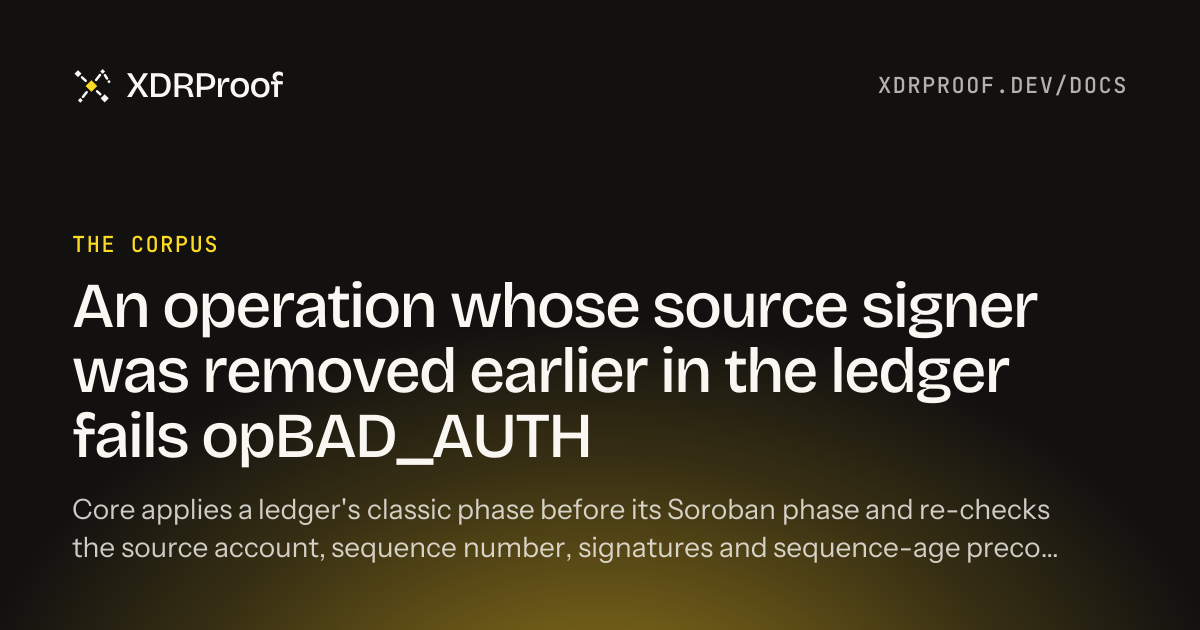 XDRProof
XDRPROOF.DEV/DOCS
THE CORPUS
An operation whose source signer
was removed earlier in the ledger
fails opBAD_AUTH
Core applies a ledger's classic phase before its Soroban phase and re-checks
the source account, sequence number, signatures and sequence-age preco...